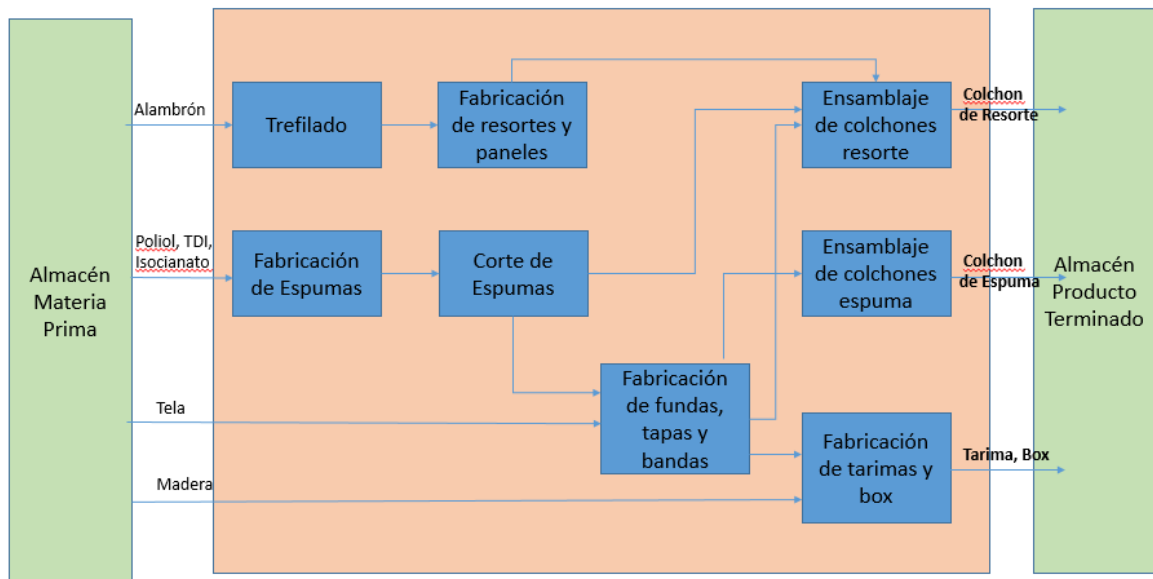 Almacén
Materia
Prima
Alambrón
Trefilado
Fabricación
de resortes y
paneles
Ensamblaje
de colchones
resorte
Colchon
de Resorte
Poliol, TDI,
Isocianato
Fabricación
de Espumas
Corte de
Espumas
Ensamblaje
de colchones
espuma
Colchon
de Espuma
Almacén
Producto
Terminado
Tela
Fabricación
de fundas,
tapas y
bandas
Madera
Fabricación
de tarimas y
box
Tarima, Box